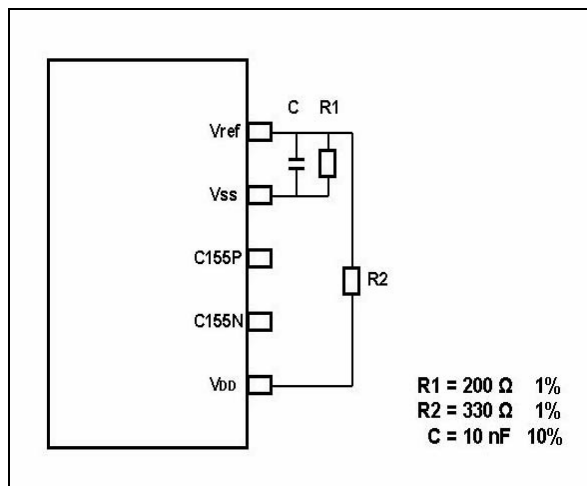 C R1
Vref
Vss
C155P
R2
C155N
VDD
R1 = 200 Ω 1%
R2 = 330 Ω 1%
C = 10 nF 10%